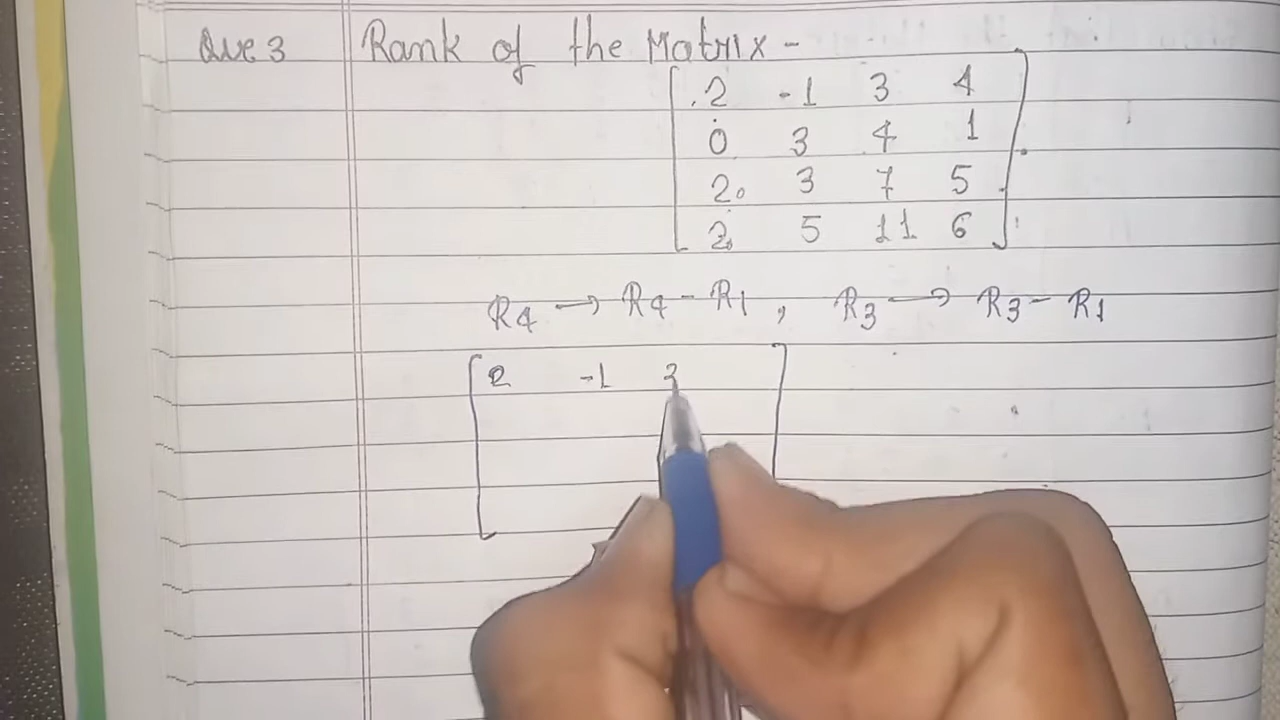 Que 3 Rank of the Matrix -
2 -1 3 4
0 3 4 1
2 3 7 5
2 5 11 6
R4 → R4 - R1 , R3 → R3 - R1
2 -1 3